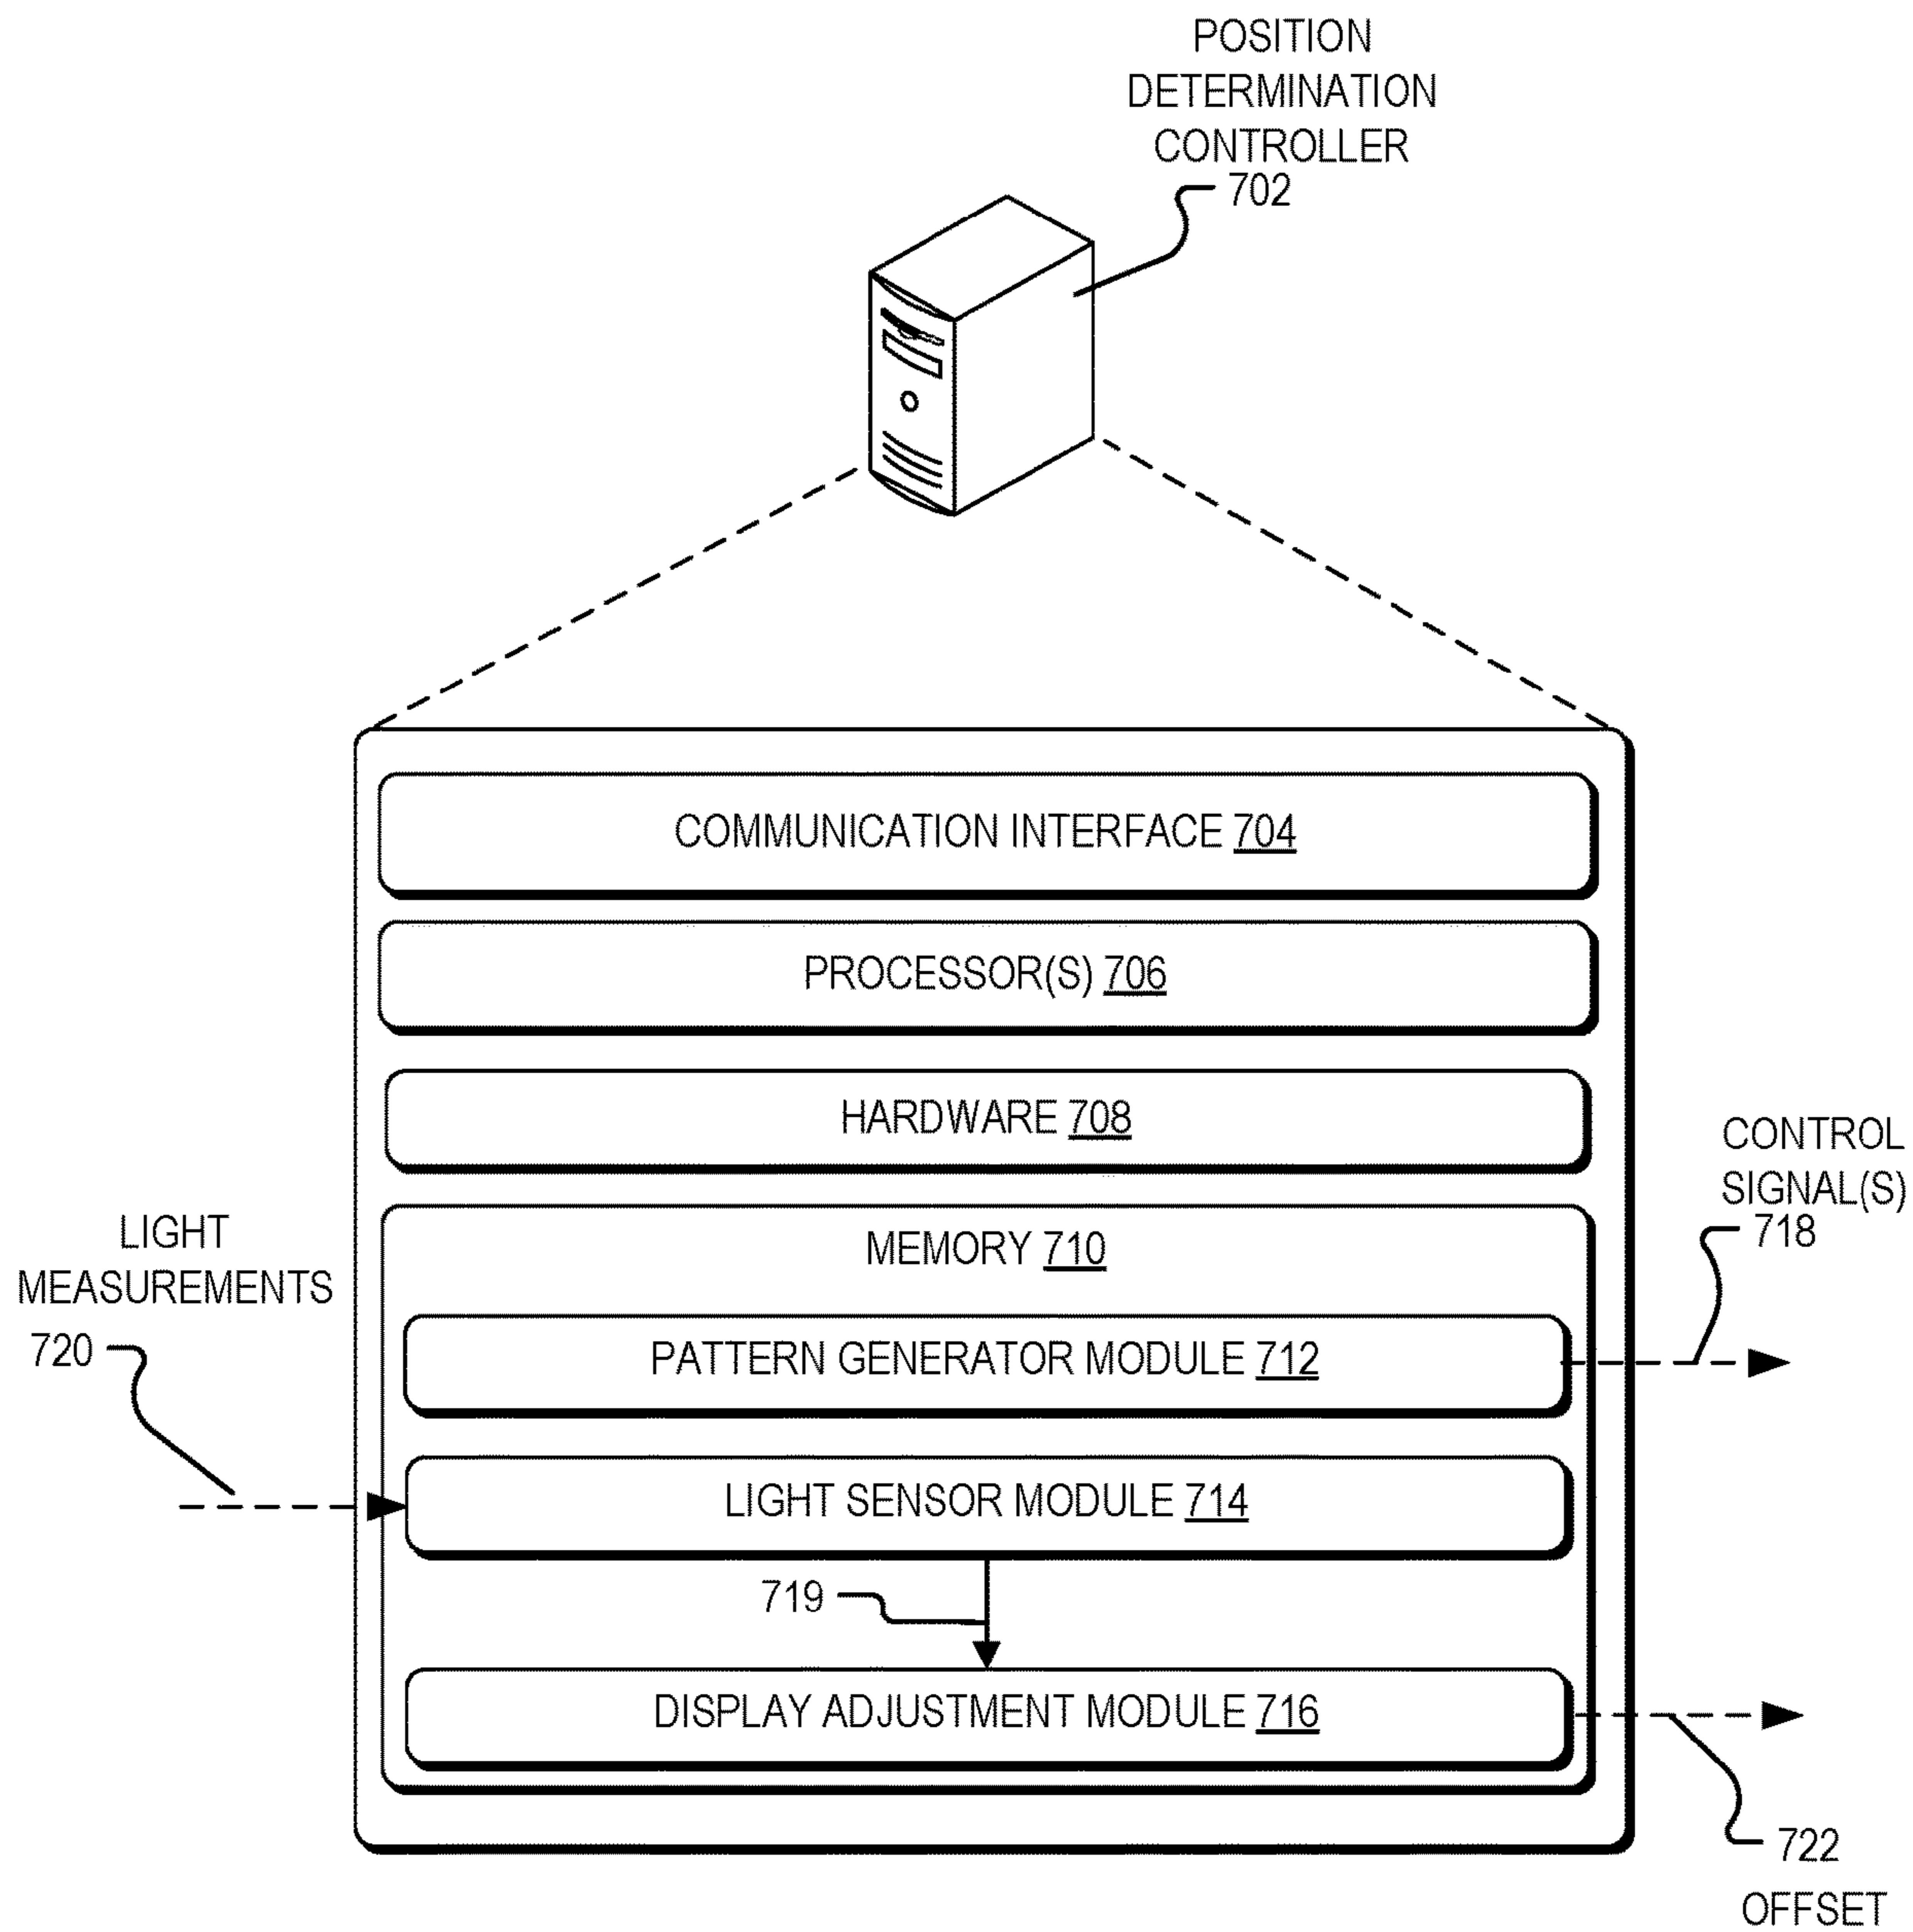 POSITION
DETERMINATION
CONTROLLER
702
COMMUNICATION INTERFACE 704
PROCESSOR(S) 706
HARDWARE 708
CONTROL
SIGNAL(S)
718
LIGHT
MEASUREMENTS
720
MEMORY 710
PATTERN GENERATOR MODULE 712
LIGHT SENSOR MODULE 714
719
DISPLAY ADJUSTMENT MODULE 716
722
OFFSET